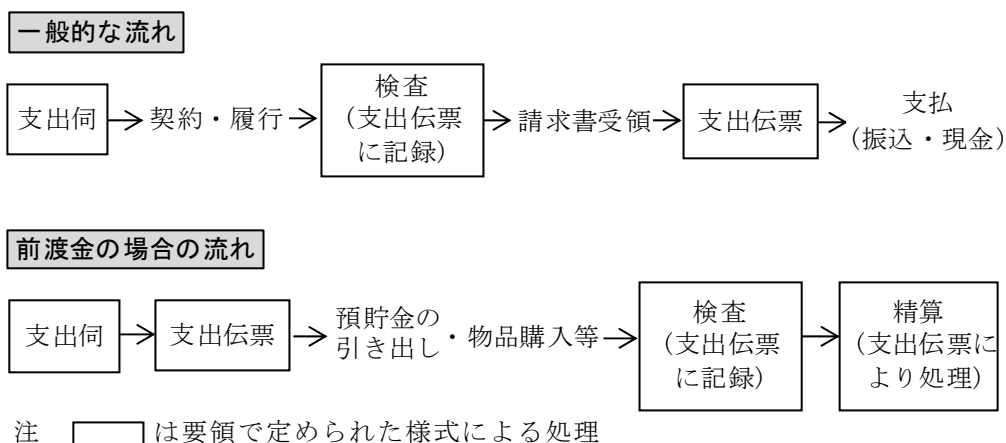 一般的な流れ
支出伺
契約・履行
検査
(支出伝票
に記録)
請求書受領
支出伝票
支払
(振込・現金)
前渡金の場合の流れ
支出伺
支出伝票
預貯金の
引き出し
・物品購入等
検査
(支出伝票
に記録)
精算
(支出伝票に
より処理)
注 は要領で定められた様式による処理